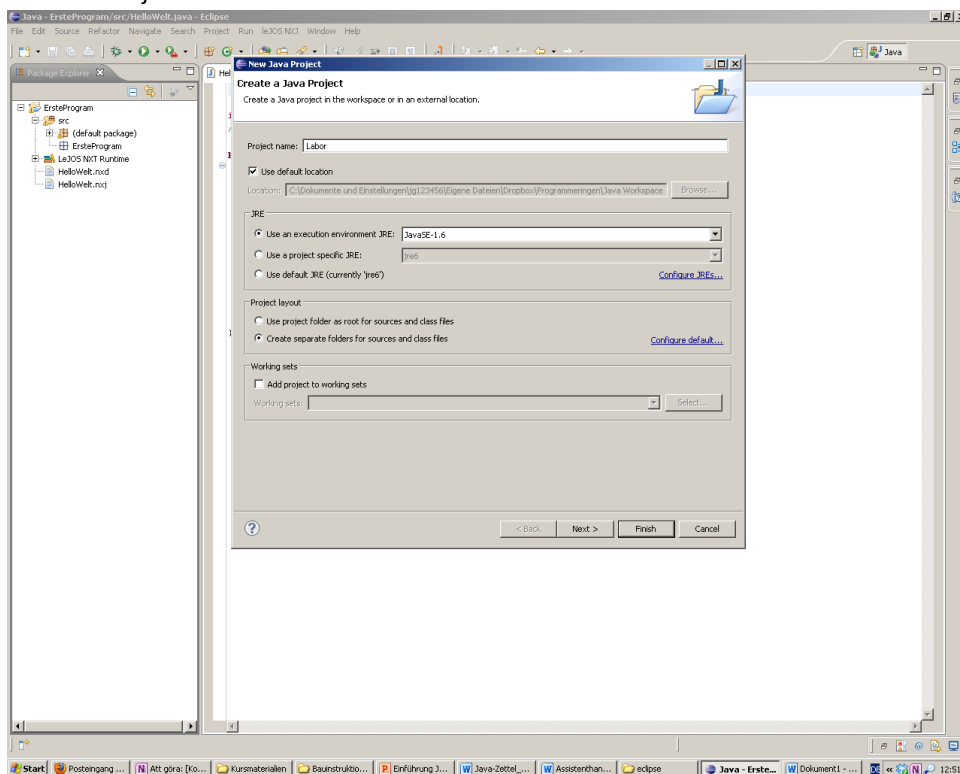 Java - ErsteProgram/src/HelloWelt.java - Eclipse
File Edit Source Refactor Navigate Search Project Run leJOS NXJ Window Help
Java
Package Explorer
ErsteProgram
src
(default package)
ErsteProgram
LeJOS NXT Runtime
HelloWelt.nxd
HelloWelt.nxj
Hel
New Java Project
Create a Java Project
Create a Java project in the workspace or in an external location.
Project name: Labor
Use default location
Location: C:\Dokumente und Einstellungen\jg123456\Eigene Dateien\Dropbox\Programmeringen\Java Workspace Browse...
JRE
Use an execution environment JRE: JavaSE-1.6
Use a project specific JRE: jre6
Use default JRE (currently 'jre6') Configure JREs...
Project layout
Use project folder as root for sources and class files
Create separate folders for sources and class files Configure default...
Working sets
Add project to working sets
Working sets: Select...
? < Back Next > Finish Cancel
Start Posteingang ... Att göra: [Ko... Kursmaterialien Bauinstruktio... Einführung J... Java-Zettel_... Assistenthan... eclipse Java - Erste... Dokument1 - ... DE « 12:51